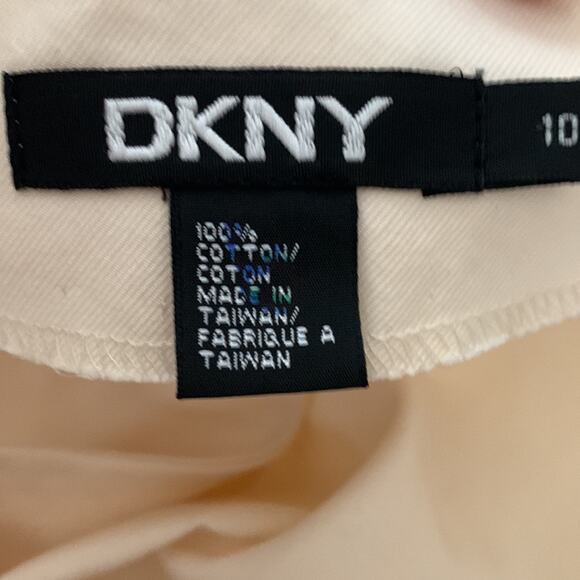 DKNY
10
100%
COTTON/
COTON
MADE IN
TAIWAN/
FABRIQUE A
TAIWAN